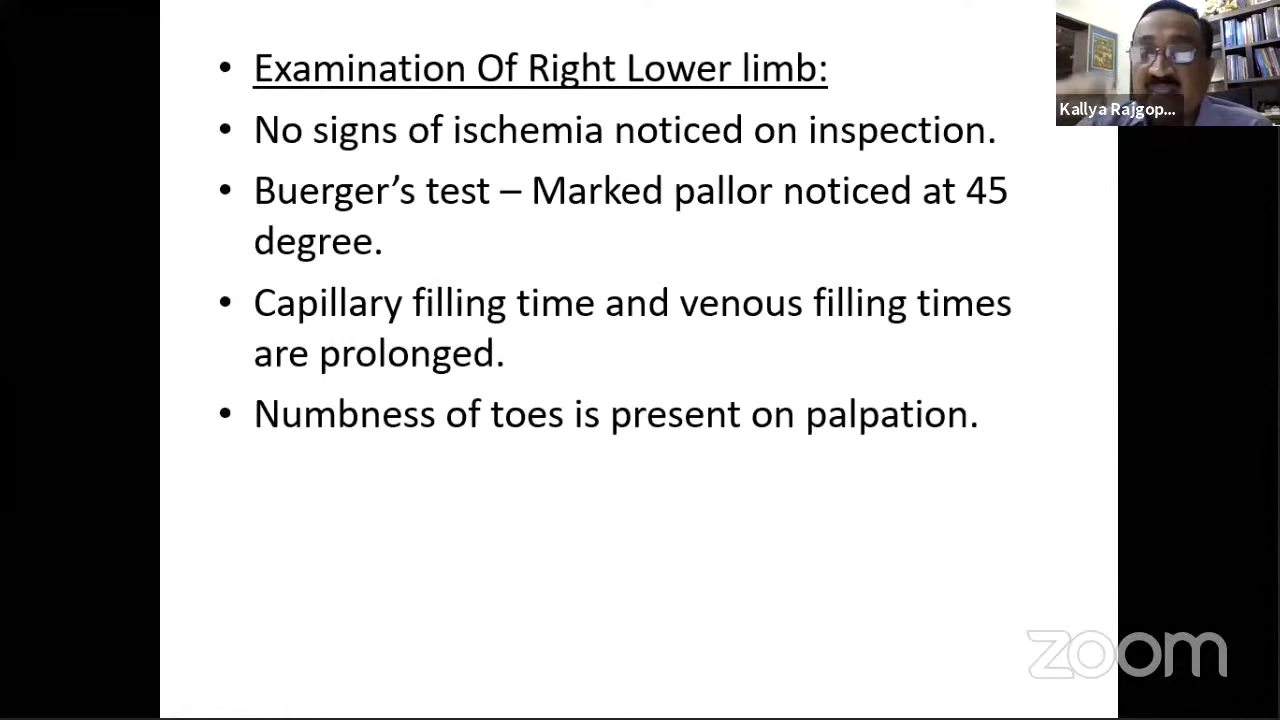 • Examination Of Right Lower limb:
• No signs of ischemia noticed on inspection.
• Buerger’s test – Marked pallor noticed at 45
degree.
• Capillary filling time and venous filling times
are prolonged.
• Numbness of toes is present on palpation.
Kallya Rajgop...
zoom